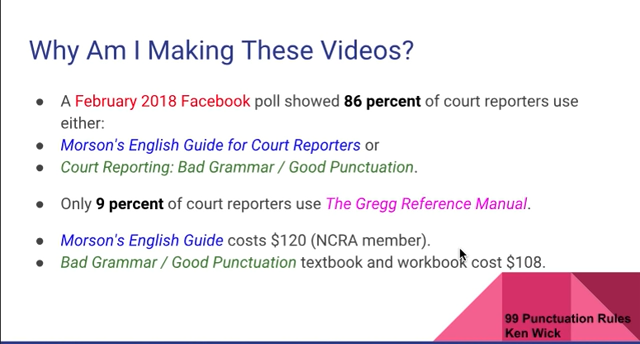 Why Am I Making These Videos?
● A February 2018 Facebook poll showed 86 percent of court reporters use
either:
● Morson's English Guide for Court Reporters or
● Court Reporting: Bad Grammar / Good Punctuation.
● Only 9 percent of court reporters use The Gregg Reference Manual.
● Morson's English Guide costs $120 (NCRA member).
● Bad Grammar / Good Punctuation textbook and workbook cost $108.
99 Punctuation Rules
Ken Wick